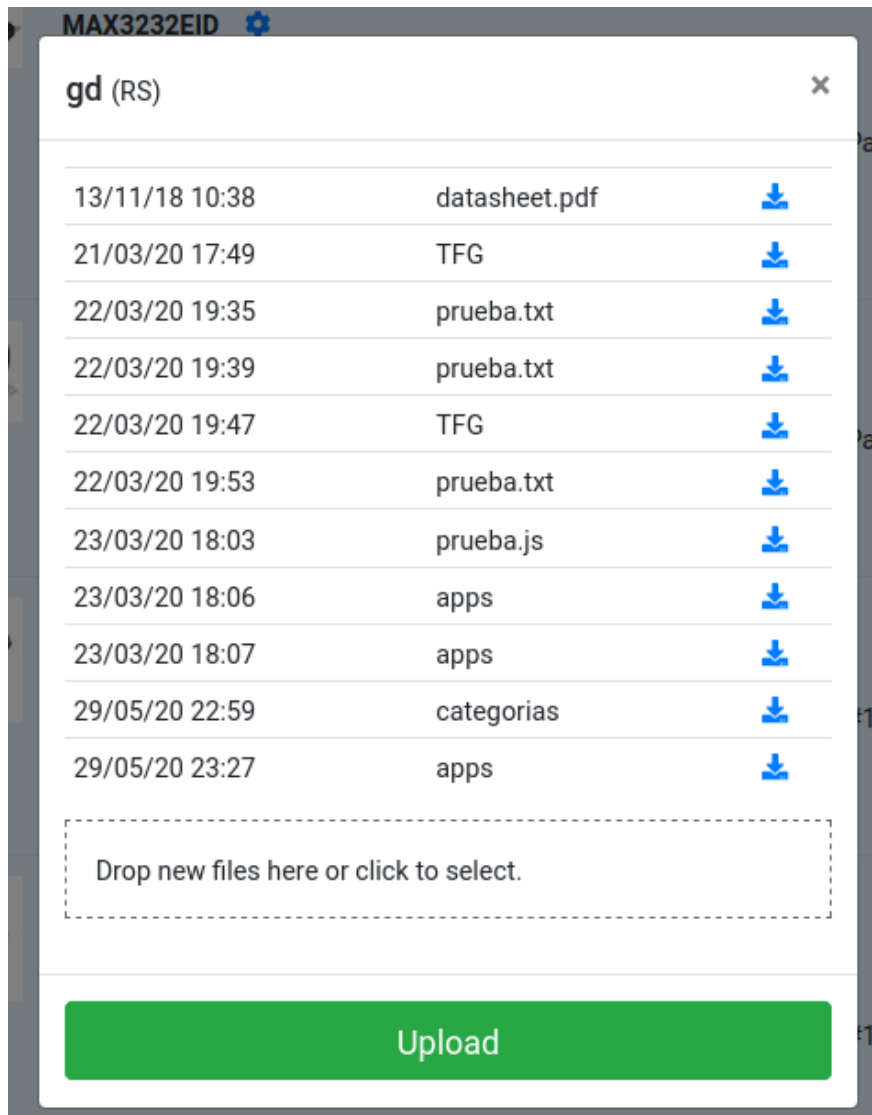 MAX3232EID
gd (RS) ×
13/11/18 10:38 datasheet.pdf
21/03/20 17:49 TFG
22/03/20 19:35 prueba.txt
22/03/20 19:39 prueba.txt
22/03/20 19:47 TFG
22/03/20 19:53 prueba.txt
23/03/20 18:03 prueba.js
23/03/20 18:06 apps
23/03/20 18:07 apps
29/05/20 22:59 categorias
29/05/20 23:27 apps
Drop new files here or click to select.
Upload